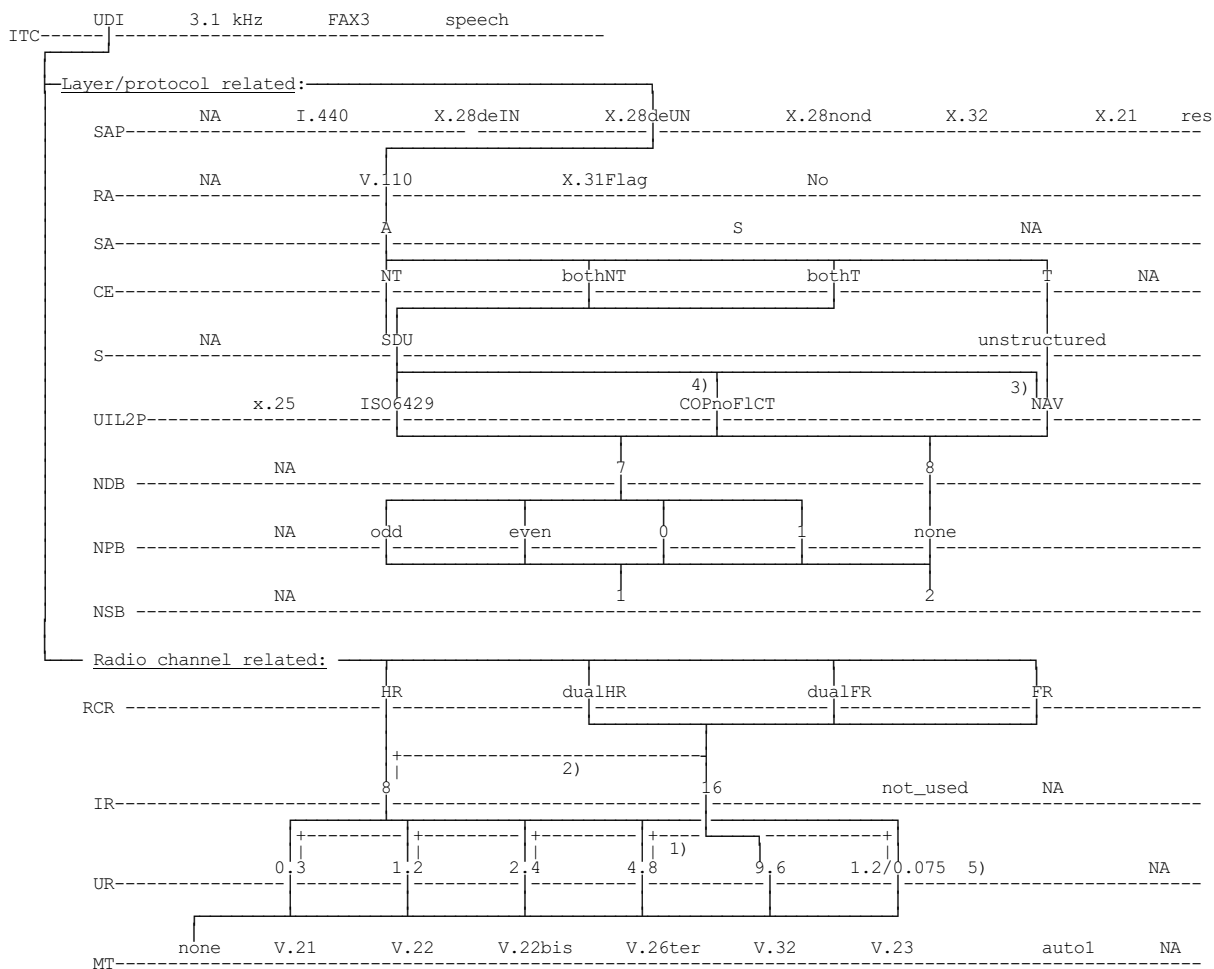 UDI 3.1 kHz FAX3 speech
ITC
Layer/protocol related:
NA I.440 X.28deIN X.28deUN X.28nond X.32 X.21 res
SAP
NA V.110 X.31Flag No
RA
A S NA
SA
NT bothNT bothT T NA
CE
NA SDU unstructured
S
4) 3)
x.25 ISO6429 COPnoFlCT NAV
UIL2P
NA 7 8
NDB
NA odd even 0 1 none
NPB
NA 1 2
NSB
Radio channel related:
HR dualHR dualFR FR
RCR
2)
8 16 not_used NA
IR
1)
0.3 1.2 2.4 4.8 9.6 1.2/0.075 5) NA
UR
none V.21 V.22 V.22bis V.26ter V.32 V.23 auto1 NA
MT